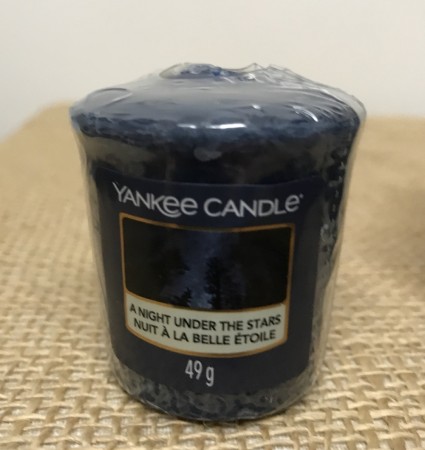 YANKEE CANDLE
A NIGHT UNDER THE STARS
NUIT À LA BELLE ÉTOILE
49 g